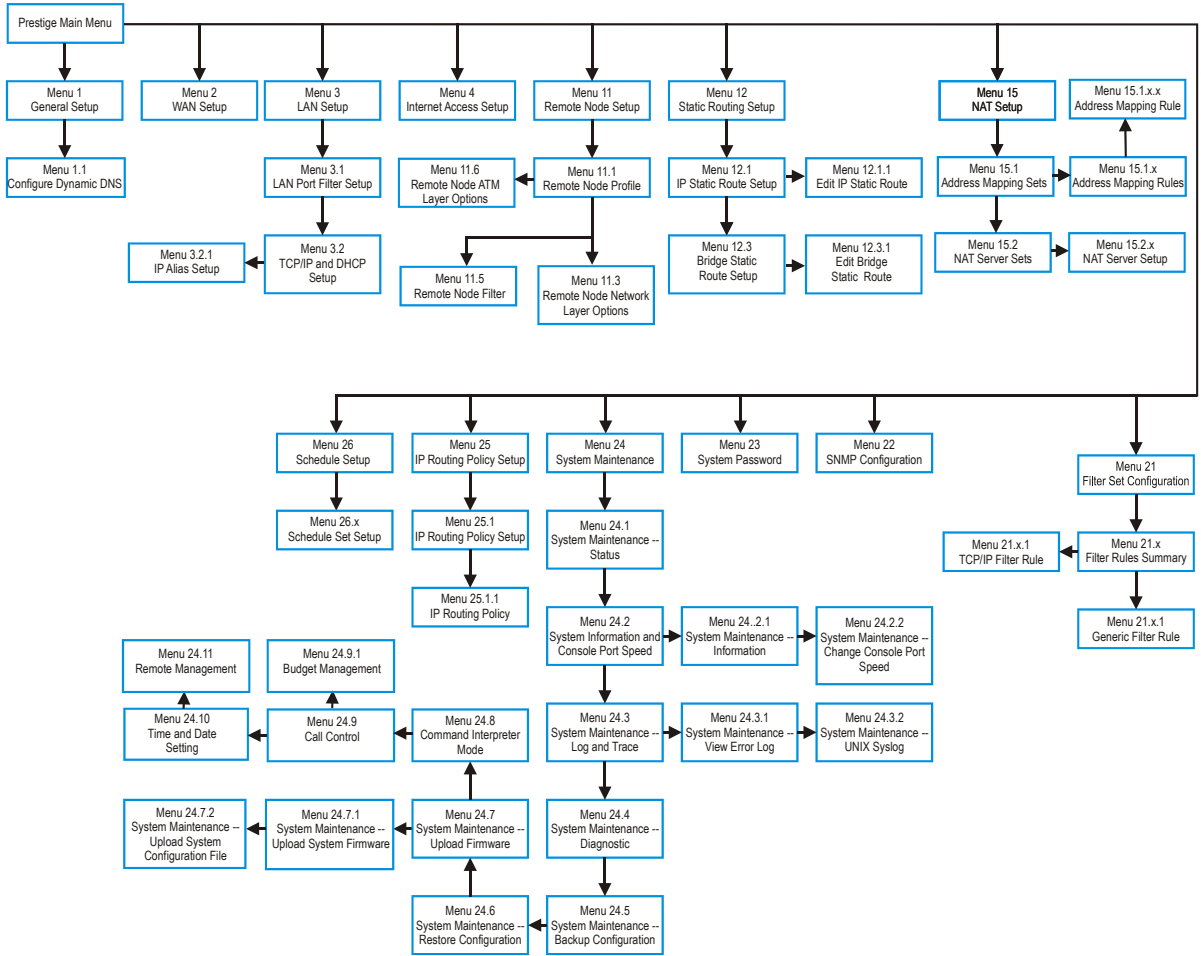 Prestige Main Menu
Menu 1
General Setup
Menu 2
WAN Setup
Menu 3
LAN Setup
Menu 4
Internet Access Setup
Menu 11
Remote Node Setup
Menu 12
Static Routing Setup
Menu 15
NAT Setup
Menu 15.1.x.x
Address Mapping Rule
Menu 1.1
Configure Dynamic DNS
Menu 3.1
LAN Port Filter Setup
Menu 11.6
Remote Node ATM
Layer Options
Menu 11.1
Remote Node Profile
Menu 12.1
IP Static Route Setup
Menu 12.1.1
Edit IP Static Route
Menu 15.1
Address Mapping Sets
Menu 15.1.x
Address Mapping Rules
Menu 3.2.1
IP Alias Setup
Menu 3.2
TCP/IP and DHCP
Setup
Menu 11.5
Remote Node Filter
Menu 11.3
Remote Node Network
Layer Options
Menu 12.3
Bridge Static
Route Setup
Menu 12.3.1
Edit Bridge
Static Route
Menu 15.2
NAT Server Sets
Menu 15.2.x
NAT Server Setup
Menu 26
Schedule Setup
Menu 25
IP Routing Policy Setup
Menu 24
System Maintenance
Menu 23
System Password
Menu 22
SNMP Configuration
Menu 21
Filter Set Configuration
Menu 26.x
Schedule Set Setup
Menu 25.1
IP Routing Policy Setup
Menu 24.1
System Maintenance --
Status
Menu 21.x.1
TCP/IP Filter Rule
Menu 21.x
Filter Rules Summary
Menu 25.1.1
IP Routing Policy
Menu 24.2
System Information and
Console Port Speed
Menu 24..2.1
System Maintenance --
Information
Menu 24.2.2
System Maintenance --
Change Console Port
Speed
Menu 21.x.1
Generic Filter Rule
Menu 24.11
Remote Management
Menu 24.9.1
Budget Management
Menu 24.10
Time and Date
Setting
Menu 24.9
Call Control
Menu 24.8
Command Interpreter
Mode
Menu 24.3
System Maintenance --
Log and Trace
Menu 24.3.1
System Maintenance --
View Error Log
Menu 24.3.2
System Maintenance --
UNIX Syslog
Menu 24.7.2
System Maintenance --
Upload System
Configuration File
Menu 24.7.1
System Maintenance --
Upload System Firmware
Menu 24.7
System Maintenance --
Upload Firmware
Menu 24.4
System Maintenance --
Diagnostic
Menu 24.6
System Maintenance --
Restore Configuration
Menu 24.5
System Maintenance --
Backup Configuration